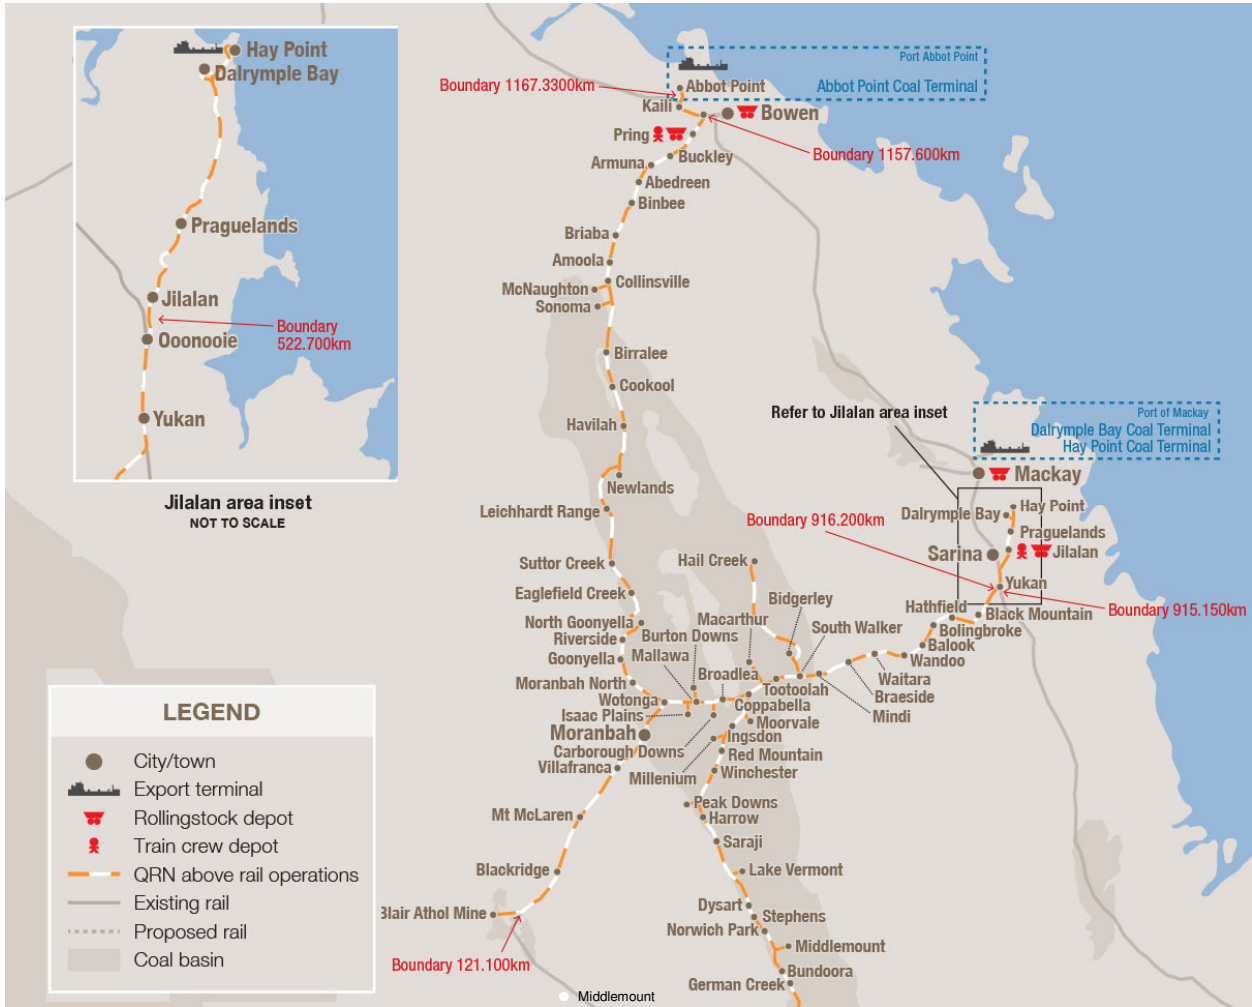 Hay Point
Dalrymple Bay
Praguelands
Jilalan
Boundary
522.700km
Ooonooie
Yukan
Jilalan area inset
NOT TO SCALE
Port Abbot Point
Abbot Point Coal Terminal
Boundary 1167.3300km
Abbot Point
Kaili
Bowen
Pring
Boundary 1157.600km
Buckley
Armuna
Abedreen
Binbee
Briaba
Amoola
Collinsville
McNaughton
Sonoma
Birralee
Cookool
Havilah
Newlands
Leichhardt Range
Suttor Creek
Eaglefield Creek
North Goonyella
Riverside
Goonyella
Moranbah North
Wotonga
Isaac Plains
Moranbah
Carborough Downs
Villafranca
Mt McLaren
Blackridge
Blair Athol Mine
Boundary 121.100km
Refer to Jilalan area inset
Port of Mackay
Dalrymple Bay Coal Terminal
Hay Point Coal Terminal
Mackay
Hay Point
Dalrymple Bay
Praguelands
Sarina
Jilalan
Boundary 916.200km
Yukan
Boundary 915.150km
Black Mountain
Hathfield
Bolingbroke
Balook
Wandoo
Waitara
Braeside
Mindi
Hail Creek
Bidgerley
Macarthur
South Walker
Burton Downs
Mallawa
Broadlea
Tootoolah
Coppabella
Moorvale
Ingsdon
Red Mountain
Millenium
Winchester
Peak Downs
Harrow
Saraji
Lake Vermont
Dysart
Stephens
Norwich Park
Middlemount
Bundoora
German Creek
Middlemount
LEGEND
City/town
Export terminal
Rollingstock depot
Train crew depot
QRN above rail operations
Existing rail
Proposed rail
Coal basin